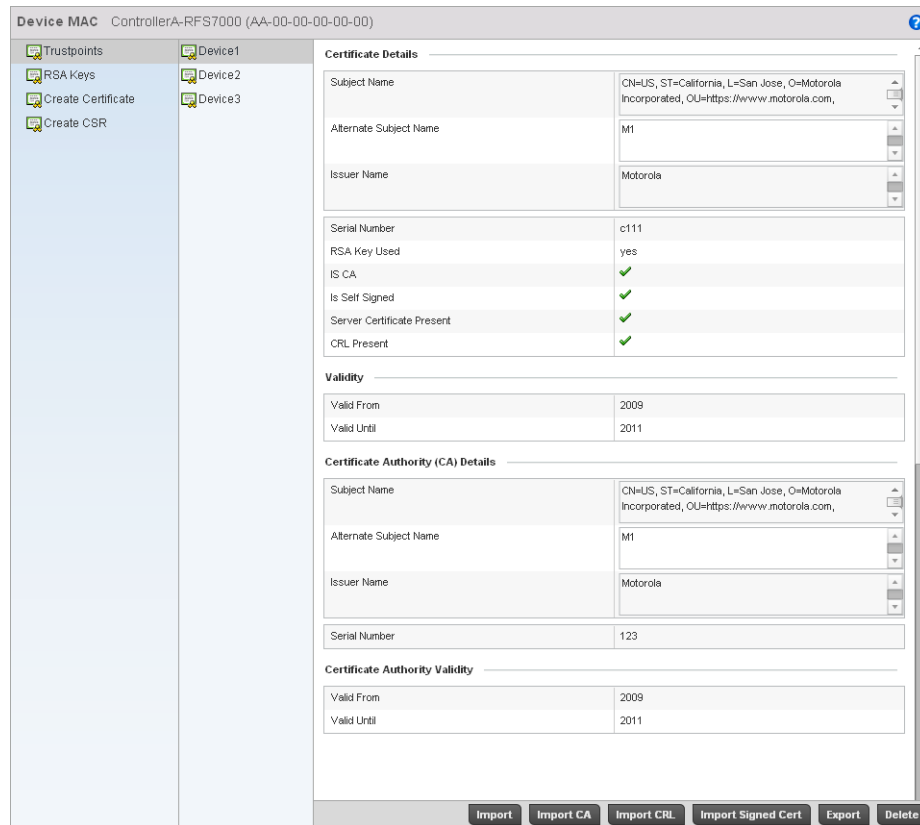 Device MAC ControllerA-RFS7000 (AA-00-00-00-00-00)
?
Trustpoints
RSA Keys
Create Certificate
Create CSR
Device1
Device2
Device3
Certificate Details
Subject Name CN=US, ST=California, L=San Jose, O=Motorola
Incorporated, OU=https://www.motorola.com,
Alternate Subject Name M1
Issuer Name Motorola
Serial Number c111
RSA Key Used yes
IS CA
Is Self Signed
Server Certificate Present
CRL Present
Validity
Valid From 2009
Valid Until 2011
Certificate Authority (CA) Details
Subject Name CN=US, ST=California, L=San Jose, O=Motorola
Incorporated, OU=https://www.motorola.com,
Alternate Subject Name M1
Issuer Name Motorola
Serial Number 123
Certificate Authority Validity
Valid From 2009
Valid Until 2011
Import Import CA Import CRL Import Signed Cert Export Delete